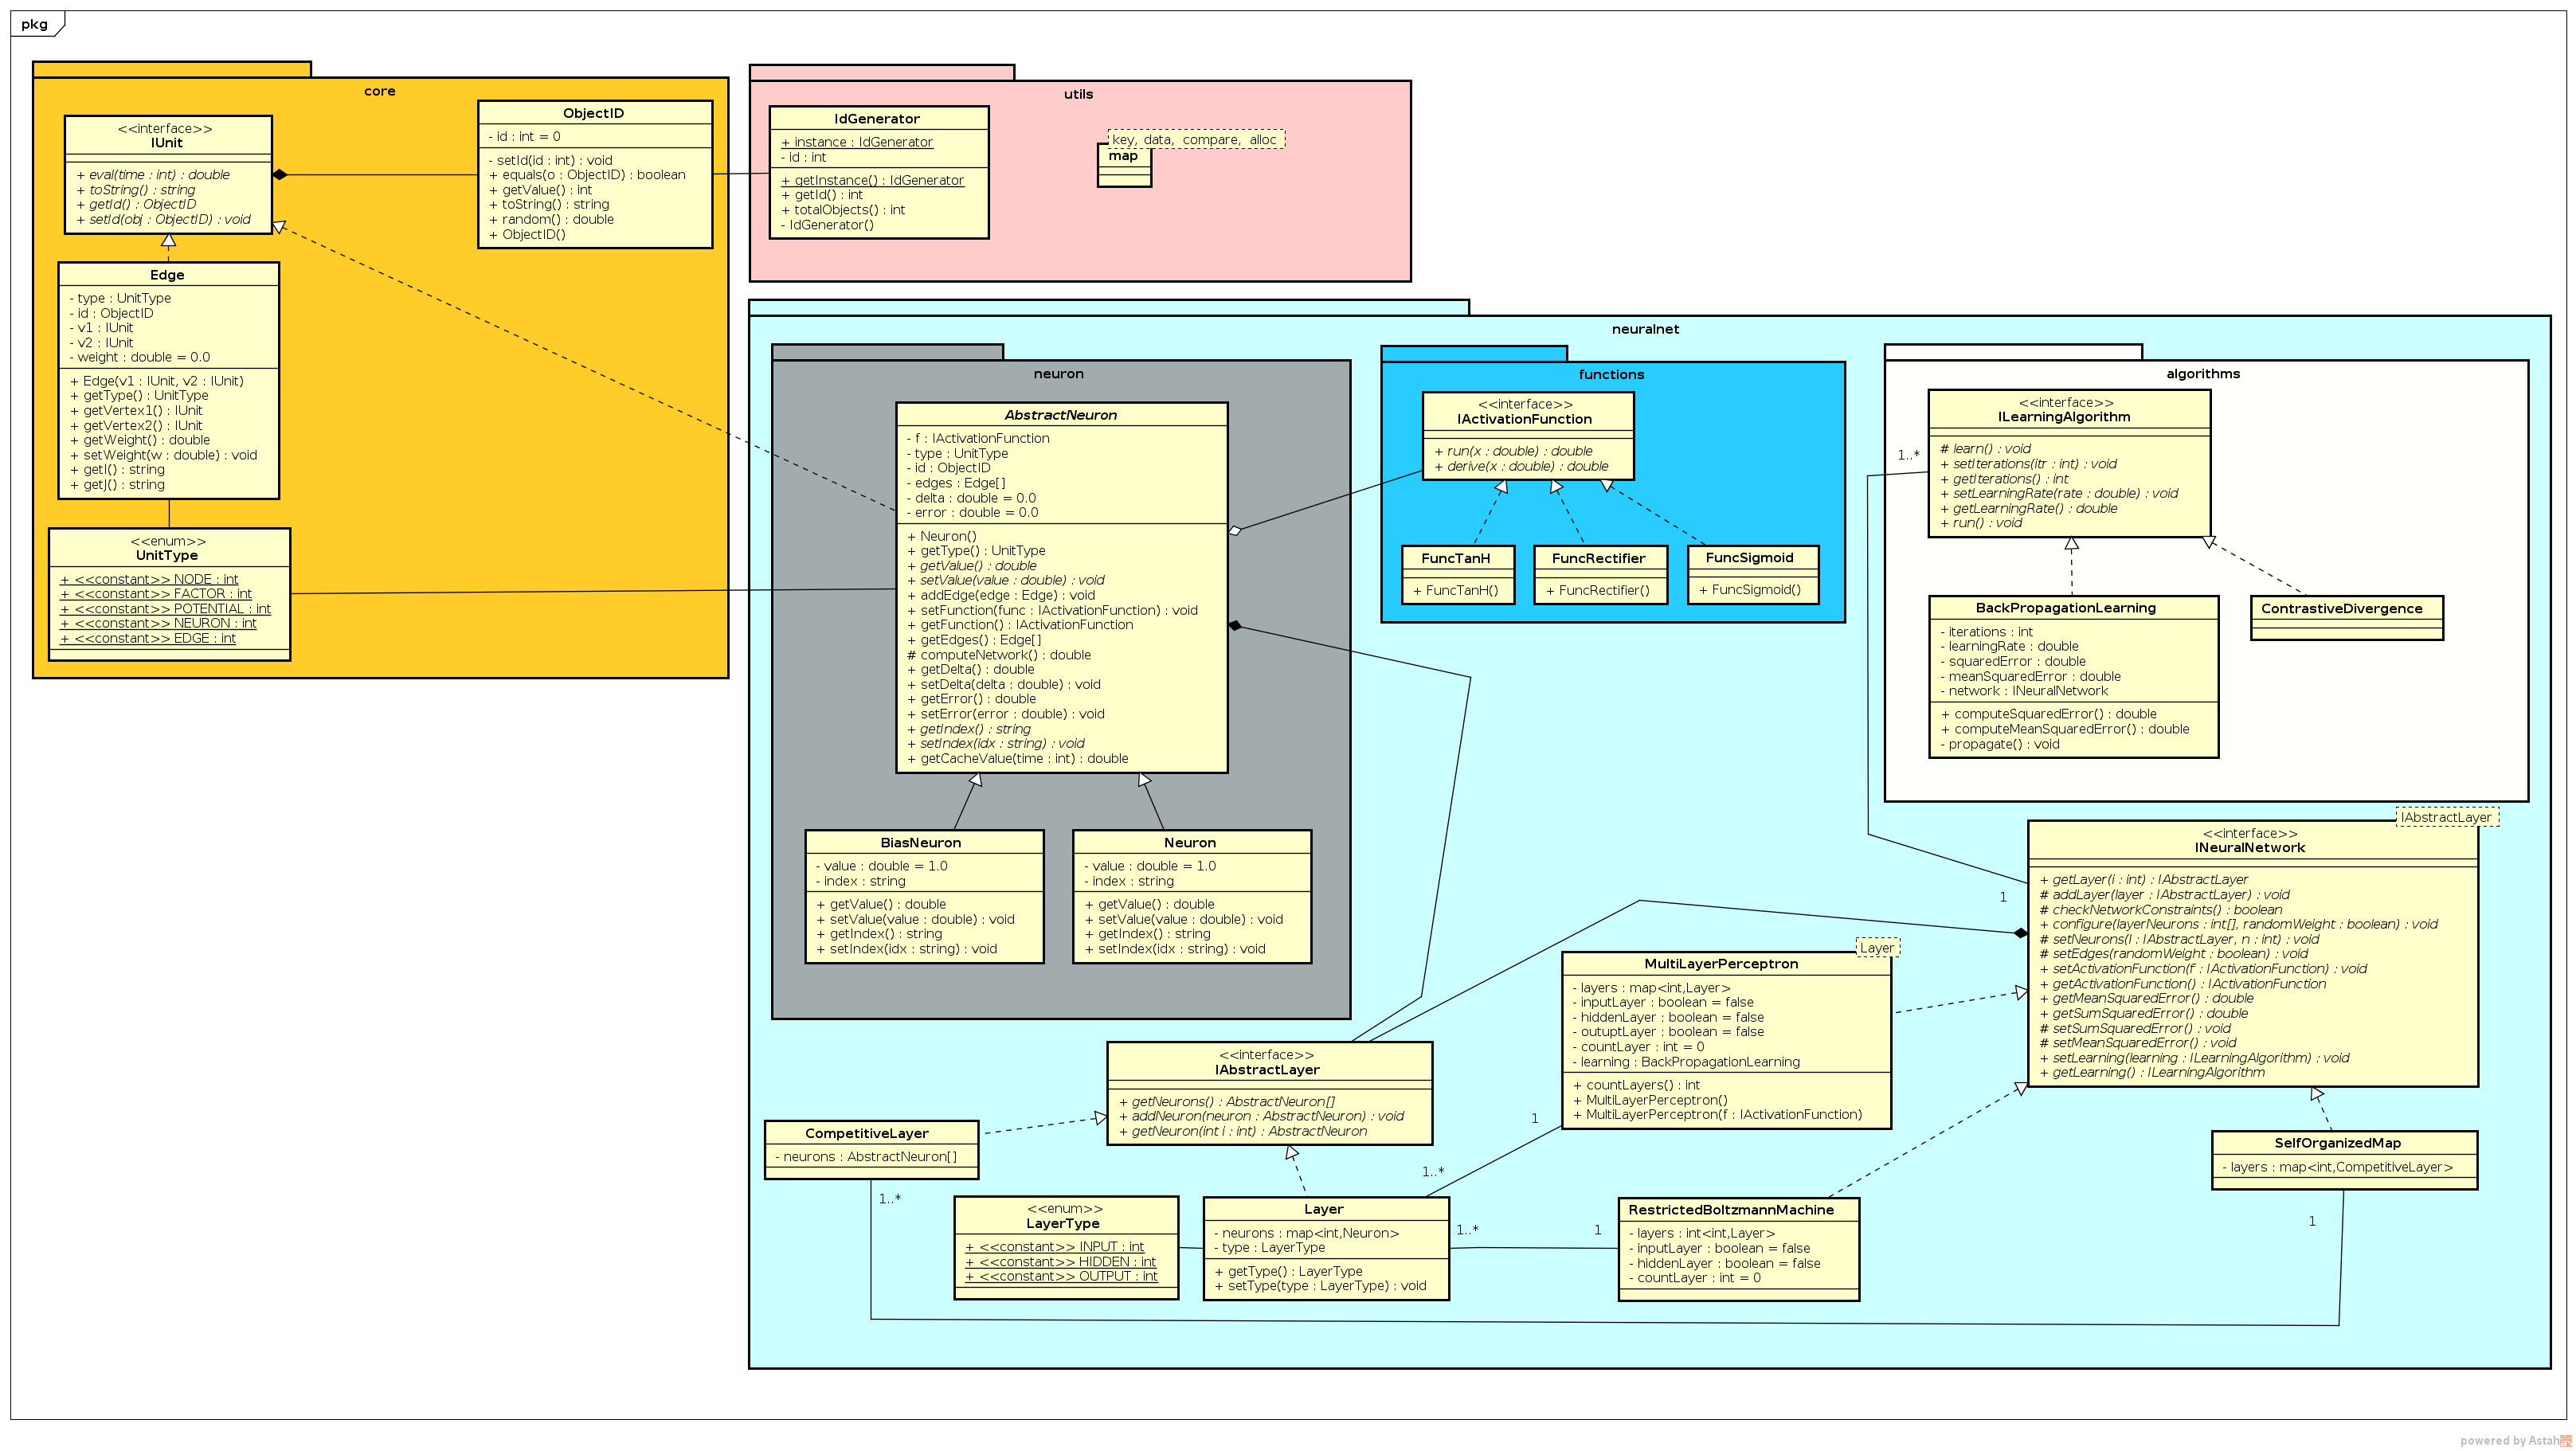 pkg
core
<<interface>>
IUnit
+ eval(time : int) : double
+ toString() : string
+ getId() : ObjectID
+ setId(obj : ObjectID) : void
ObjectID
- id : int = 0
- setId(id : int) : void
+ equals(o : ObjectID) : boolean
+ getValue() : int
+ toString() : string
+ random() : double
+ ObjectID()
Edge
- type : UnitType
- id : ObjectID
- v1 : IUnit
- v2 : IUnit
- weight : double = 0.0
+ Edge(v1 : IUnit, v2 : IUnit)
+ getType() : UnitType
+ getVertex1() : IUnit
+ getVertex2() : IUnit
+ getWeight() : double
+ setWeight(w : double) : void
+ getI() : string
+ getJ() : string
<<enum>>
UnitType
+ <<constant>> NODE : int
+ <<constant>> FACTOR : int
+ <<constant>> POTENTIAL : int
+ <<constant>> NEURON : int
+ <<constant>> EDGE : int
utils
IdGenerator
+ instance : IdGenerator
- id : int
+ getInstance() : IdGenerator
+ getId() : int
+ totalObjects() : int
- IdGenerator()
key, data, compare, alloc
map
neuralnet
neuron
AbstractNeuron
- f : IActivationFunction
- type : UnitType
- id : ObjectID
- edges : Edge[]
- delta : double = 0.0
- error : double = 0.0
+ Neuron()
+ getType() : UnitType
+ getValue() : double
+ setValue(value : double) : void
+ addEdge(edge : Edge) : void
+ setFunction(func : IActivationFunction) : void
+ getFunction() : IActivationFunction
+ getEdges() : Edge[]
# computeNetwork() : double
+ getDelta() : double
+ setDelta(delta : double) : void
+ getError() : double
+ setError(error : double) : void
+ getIndex() : string
+ setIndex(idx : string) : void
+ getCacheValue(time : int) : double
BiasNeuron
- value : double = 1.0
- index : string
+ getValue() : double
+ setValue(value : double) : void
+ getIndex() : string
+ setIndex(idx : string) : void
Neuron
- value : double = 1.0
- index : string
+ getValue() : double
+ setValue(value : double) : void
+ getIndex() : string
+ setIndex(idx : string) : void
functions
<<interface>>
IActivationFunction
+ run(x : double) : double
+ derive(x : double) : double
FuncTanH
+ FuncTanH()
FuncRectifier
+ FuncRectifier()
FuncSigmoid
+ FuncSigmoid()
algorithms
<<interface>>
ILearningAlgorithm
# learn() : void
+ setIterations(itr : int) : void
+ getIterations() : int
+ setLearningRate(rate : double) : void
+ getLearningRate() : double
+ run() : void
1..*
BackPropagationLearning
- iterations : int
- learningRate : double
- squaredError : double
- meanSquaredError : double
- network : INeuralNetwork
+ computeSquaredError() : double
+ computeMeanSquaredError() : double
- propagate() : void
ContrastiveDivergence
IAbstractLayer
<<interface>>
INeuralNetwork
+ getLayer(i : int) : IAbstractLayer
# addLayer(layer : IAbstractLayer) : void
# checkNetworkConstraints() : boolean
+ configure(layerNeurons : int[], randomWeight : boolean) : void
# setNeurons(l : IAbstractLayer, n : int) : void
# setEdges(randomWeight : boolean) : void
+ setActivationFunction(f : IActivationFunction) : void
+ getActivationFunction() : IActivationFunction
+ getMeanSquaredError() : double
+ getSumSquaredError() : double
# setSumSquaredError() : void
# setMeanSquaredError() : void
+ setLearning(learning : ILearningAlgorithm) : void
+ getLearning() : ILearningAlgorithm
1
Layer
MultiLayerPerceptron
- layers : map<int,Layer>
- inputLayer : boolean = false
- hiddenLayer : boolean = false
- outuptLayer : boolean = false
- countLayer : int = 0
- learning : BackPropagationLearning
+ countLayers() : int
+ MultiLayerPerceptron()
+ MultiLayerPerceptron(f : IActivationFunction)
1
1..*
<<interface>>
IAbstractLayer
+ getNeurons() : AbstractNeuron[]
+ addNeuron(neuron : AbstractNeuron) : void
+ getNeuron(int i : int) : AbstractNeuron
CompetitiveLayer
- neurons : AbstractNeuron[]
1..*
<<enum>>
LayerType
+ <<constant>> INPUT : int
+ <<constant>> HIDDEN : int
+ <<constant>> OUTPUT : int
Layer
- neurons : map<int,Neuron>
- type : LayerType
+ getType() : LayerType
+ setType(type : LayerType) : void
1..*
1
RestrictedBoltzmannMachine
- layers : int<int,Layer>
- inputLayer : boolean = false
- hiddenLayer : boolean = false
- countLayer : int = 0
SelfOrganizedMap
- layers : map<int,CompetitiveLayer>
1
powered by Astah